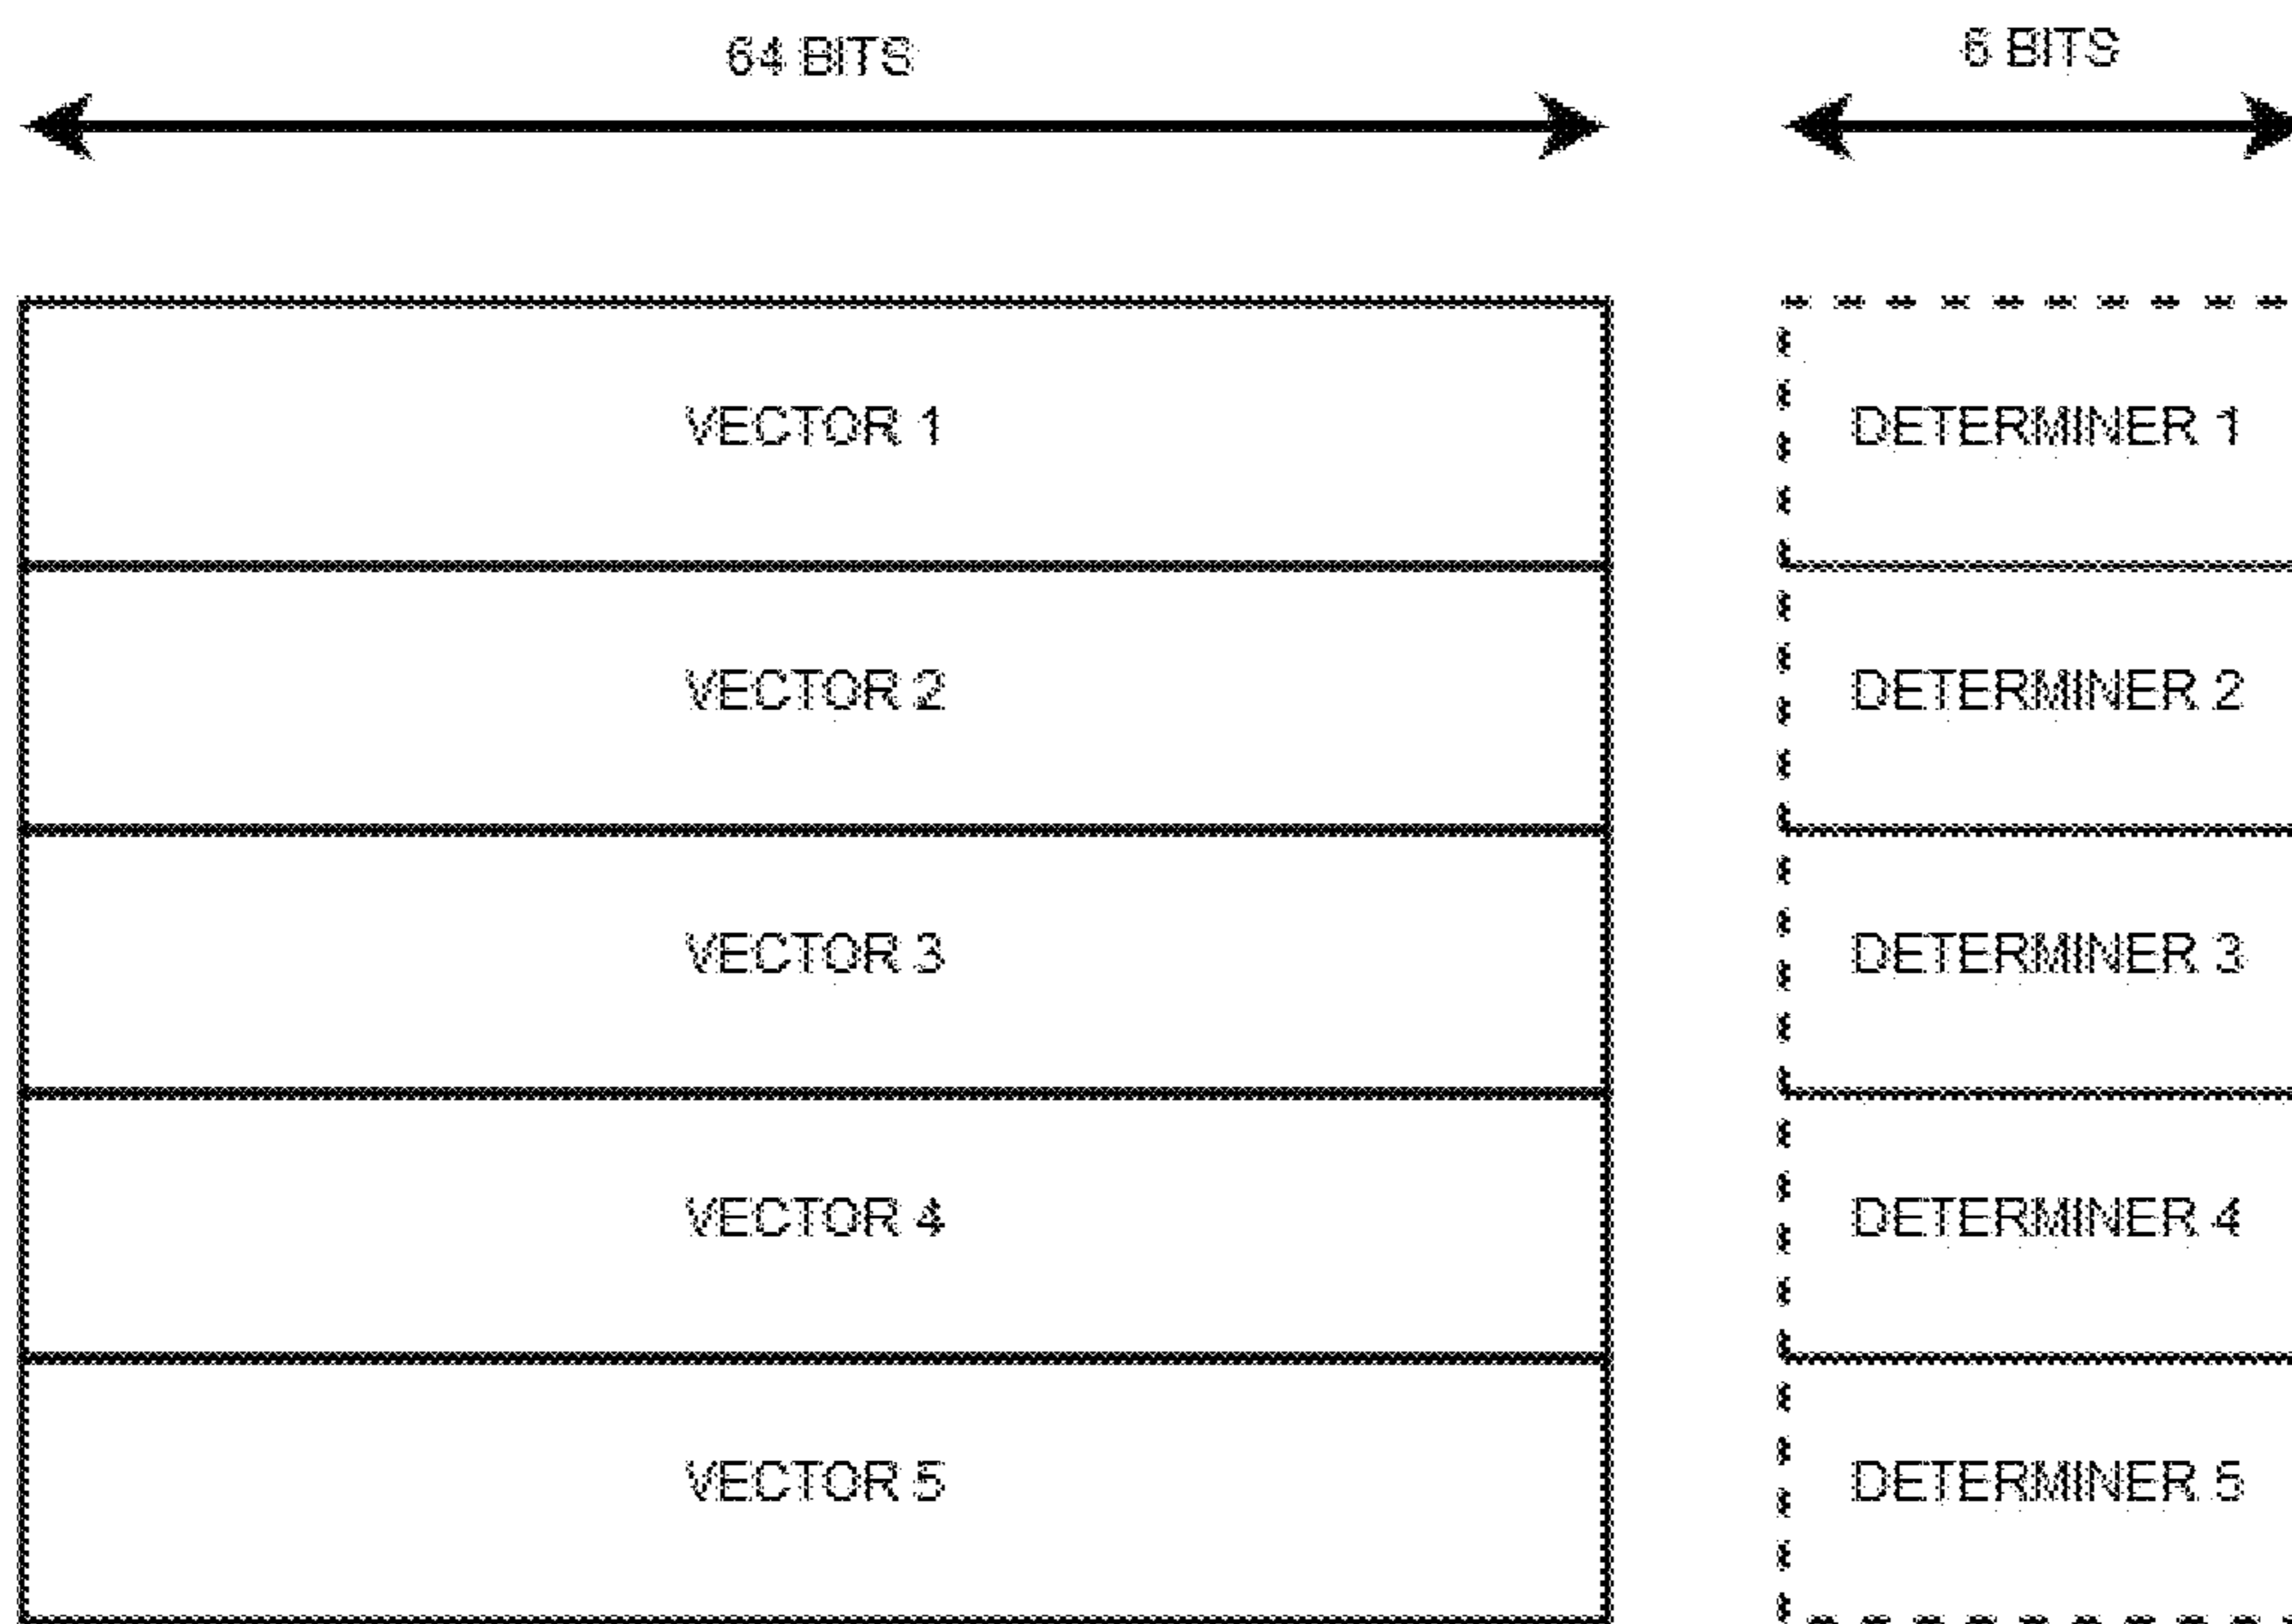 64 BITS 6 BITS
VECTOR 1 DETERMINER 1
VECTOR 2 DETERMINER 2
VECTOR 3 DETERMINER 3
VECTOR 4 DETERMINER 4
VECTOR 5 DETERMINER 5